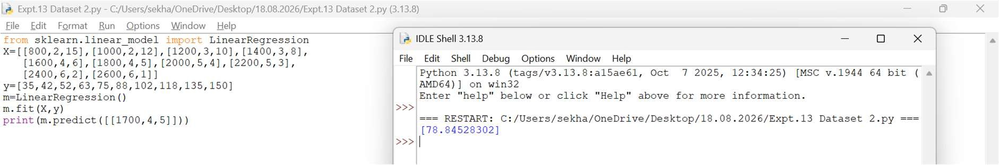 Expt.13 Dataset 2.py - C:/Users/sekha/OneDrive/Desktop/18.08.2026/Expt.13 Dataset 2.py (3.13.8)
File Edit Format Run Options Window Help
from sklearn.linear_model import LinearRegression
X=[[800,2,15],[1000,2,12],[1200,3,10],[1400,3,8],
[1600,4,6],[1800,4,5],[2000,5,4],[2200,5,3],
[2400,6,2],[2600,6,1]]
y=[35,42,52,63,75,88,102,118,135,150]
m=LinearRegression()
m.fit(X,y)
print(m.predict([[1700,4,5]]))
IDLE Shell 3.13.8
File Edit Shell Debug Options Window Help
Python 3.13.8 (tags/v3.13.8:a15ae61, Oct  7 2025, 12:34:25) [MSC v.1944 64 bit (
AMD64)] on win32
Enter "help" below or click "Help" above for more information.
>>>
=== RESTART: C:/Users/sekha/OneDrive/Desktop/18.08.2026/Expt.13 Dataset 2.py ===
[78.84528302]
>>>